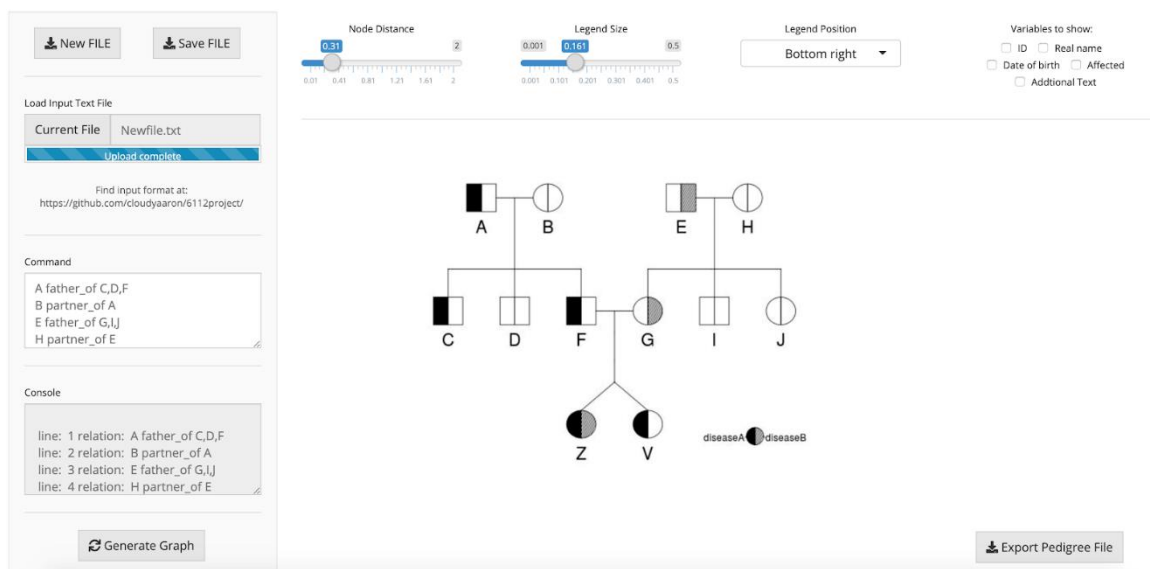 New FILE
Save FILE
Load Input Text File
Current File
Newfile.txt
Upload complete
Find input format at:
https://github.com/cloudyaaron/6112project/
Command
A father_of C,D,F
B partner_of A
E father_of G,I,J
H partner_of E
Console
line: 1 relation: A father_of C,D,F
line: 2 relation: B partner_of A
line: 3 relation: E father_of G,I,J
line: 4 relation: H partner_of E
Generate Graph
Node Distance
0.31 2
0.01 0.41 0.81 1.21 1.61 2
Legend Size
0.001 0.161 0.5
0.001 0.101 0.201 0.301 0.401 0.5
Legend Position
Bottom right
Variables to show:
ID Real name
Date of birth Affected
Addtional Text
A B E H
C D F G I J
Z V
diseaseA diseaseB
Export Pedigree File